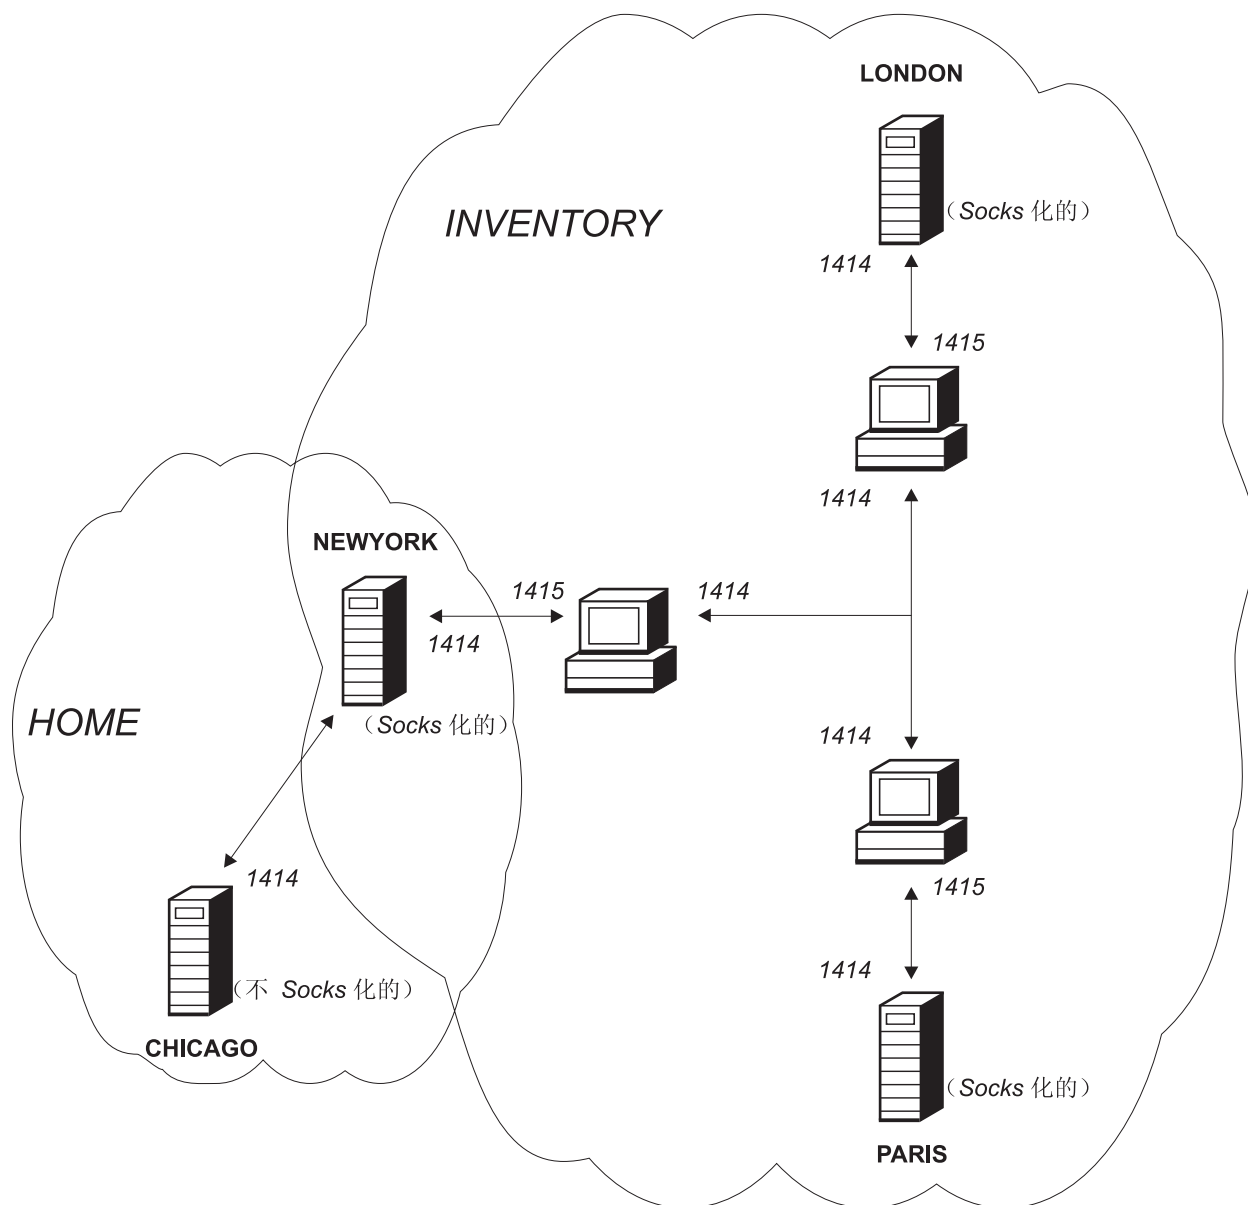 LONDON
INVENTORY
（Socks 化的）
1414
1415
1414
NEWYORK
1415
1414
1414
（Socks 化的）
HOME
1414
1415
1414
1414
（不 Socks 化的）
CHICAGO
（Socks 化的）
PARIS